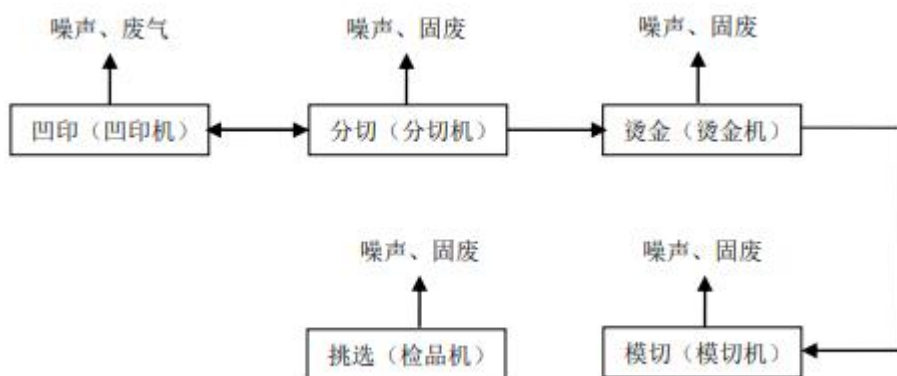 噪声、废气
噪声、固废
噪声、固废
凹印（凹印机）
分切（分切机）
烫金（烫金机）
噪声、固废
噪声、固废
挑选（检品机）
模切（模切机）